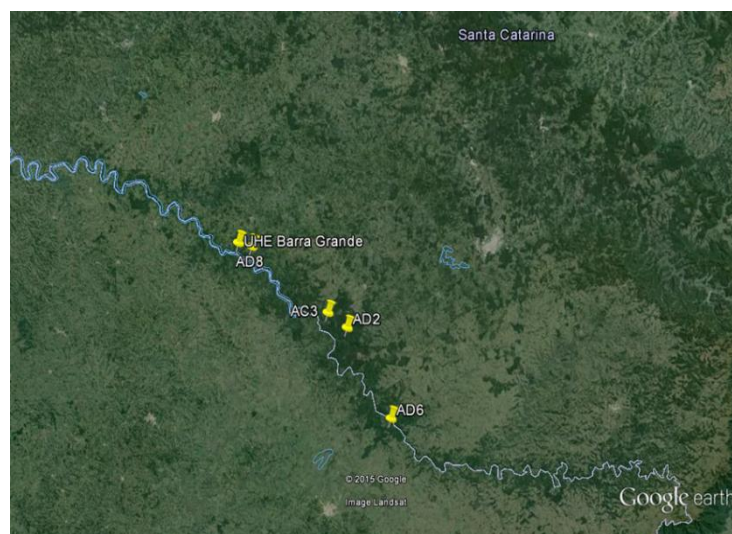 Santa Catarina
UHE Barra Grande
AD8
AC3
AD2
AD6
© 2015 Google
Image Landsat
Google earth